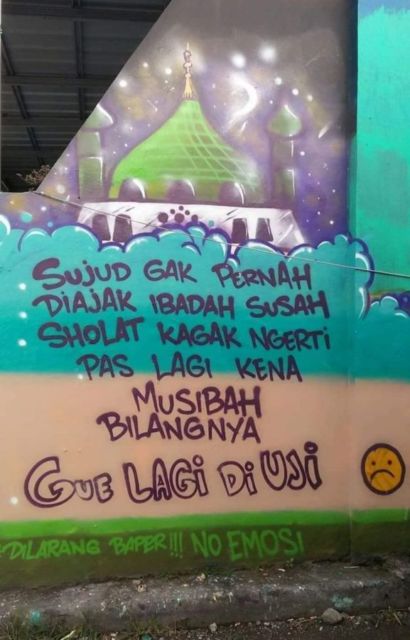 SUJUD GAK PERNAH
DIAJAK IBADAH SUSAH
SHOLAT KAGAK NGERTI
PAS LAGI KENA
MUSIBAH
BILANGNYA
GUE LAGI Di UJi
DILARANG BAPER!!! NO EMOSI